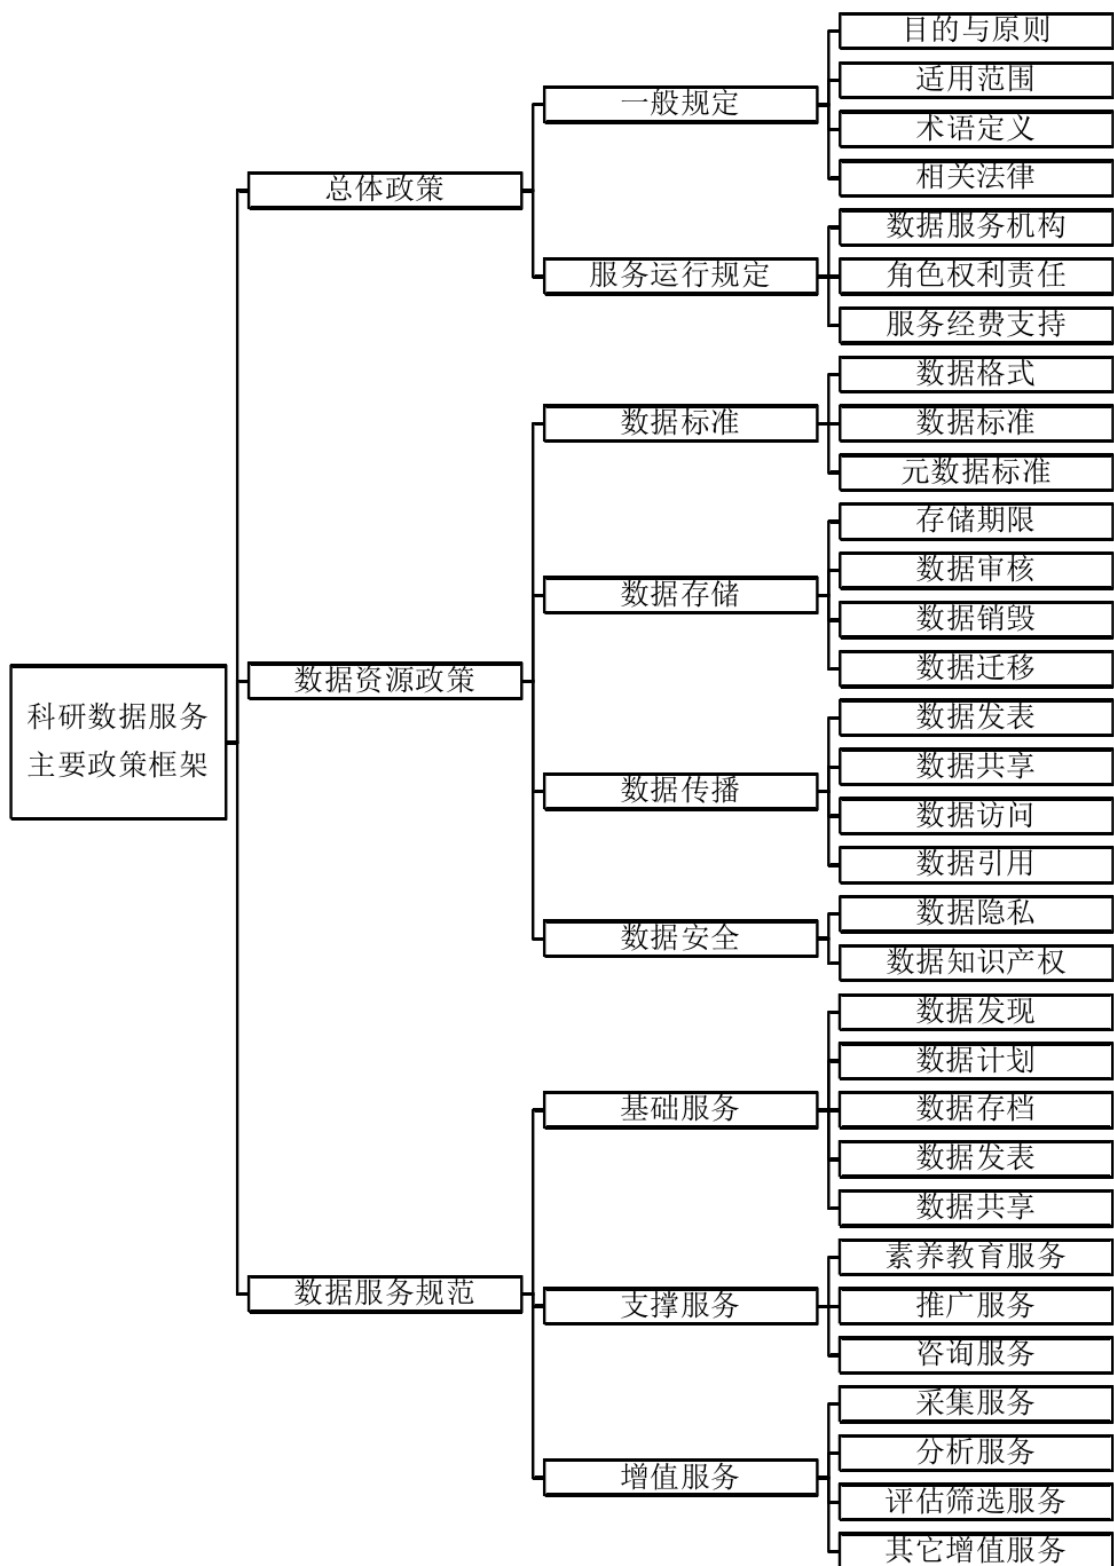 科研数据服务
主要政策框架
总体政策
一般规定
目的与原则
适用范围
术语定义
相关法律
服务运行规定
数据服务机构
角色权利责任
服务经费支持
数据资源政策
数据标准
数据格式
数据标准
元数据标准
数据存储
存储期限
数据审核
数据销毁
数据迁移
数据传播
数据发表
数据共享
数据访问
数据引用
数据安全
数据隐私
数据知识产权
数据服务规范
基础服务
数据发现
数据计划
数据存档
数据发表
数据共享
支撑服务
素养教育服务
推广服务
咨询服务
增值服务
采集服务
分析服务
评估筛选服务
其它增值服务